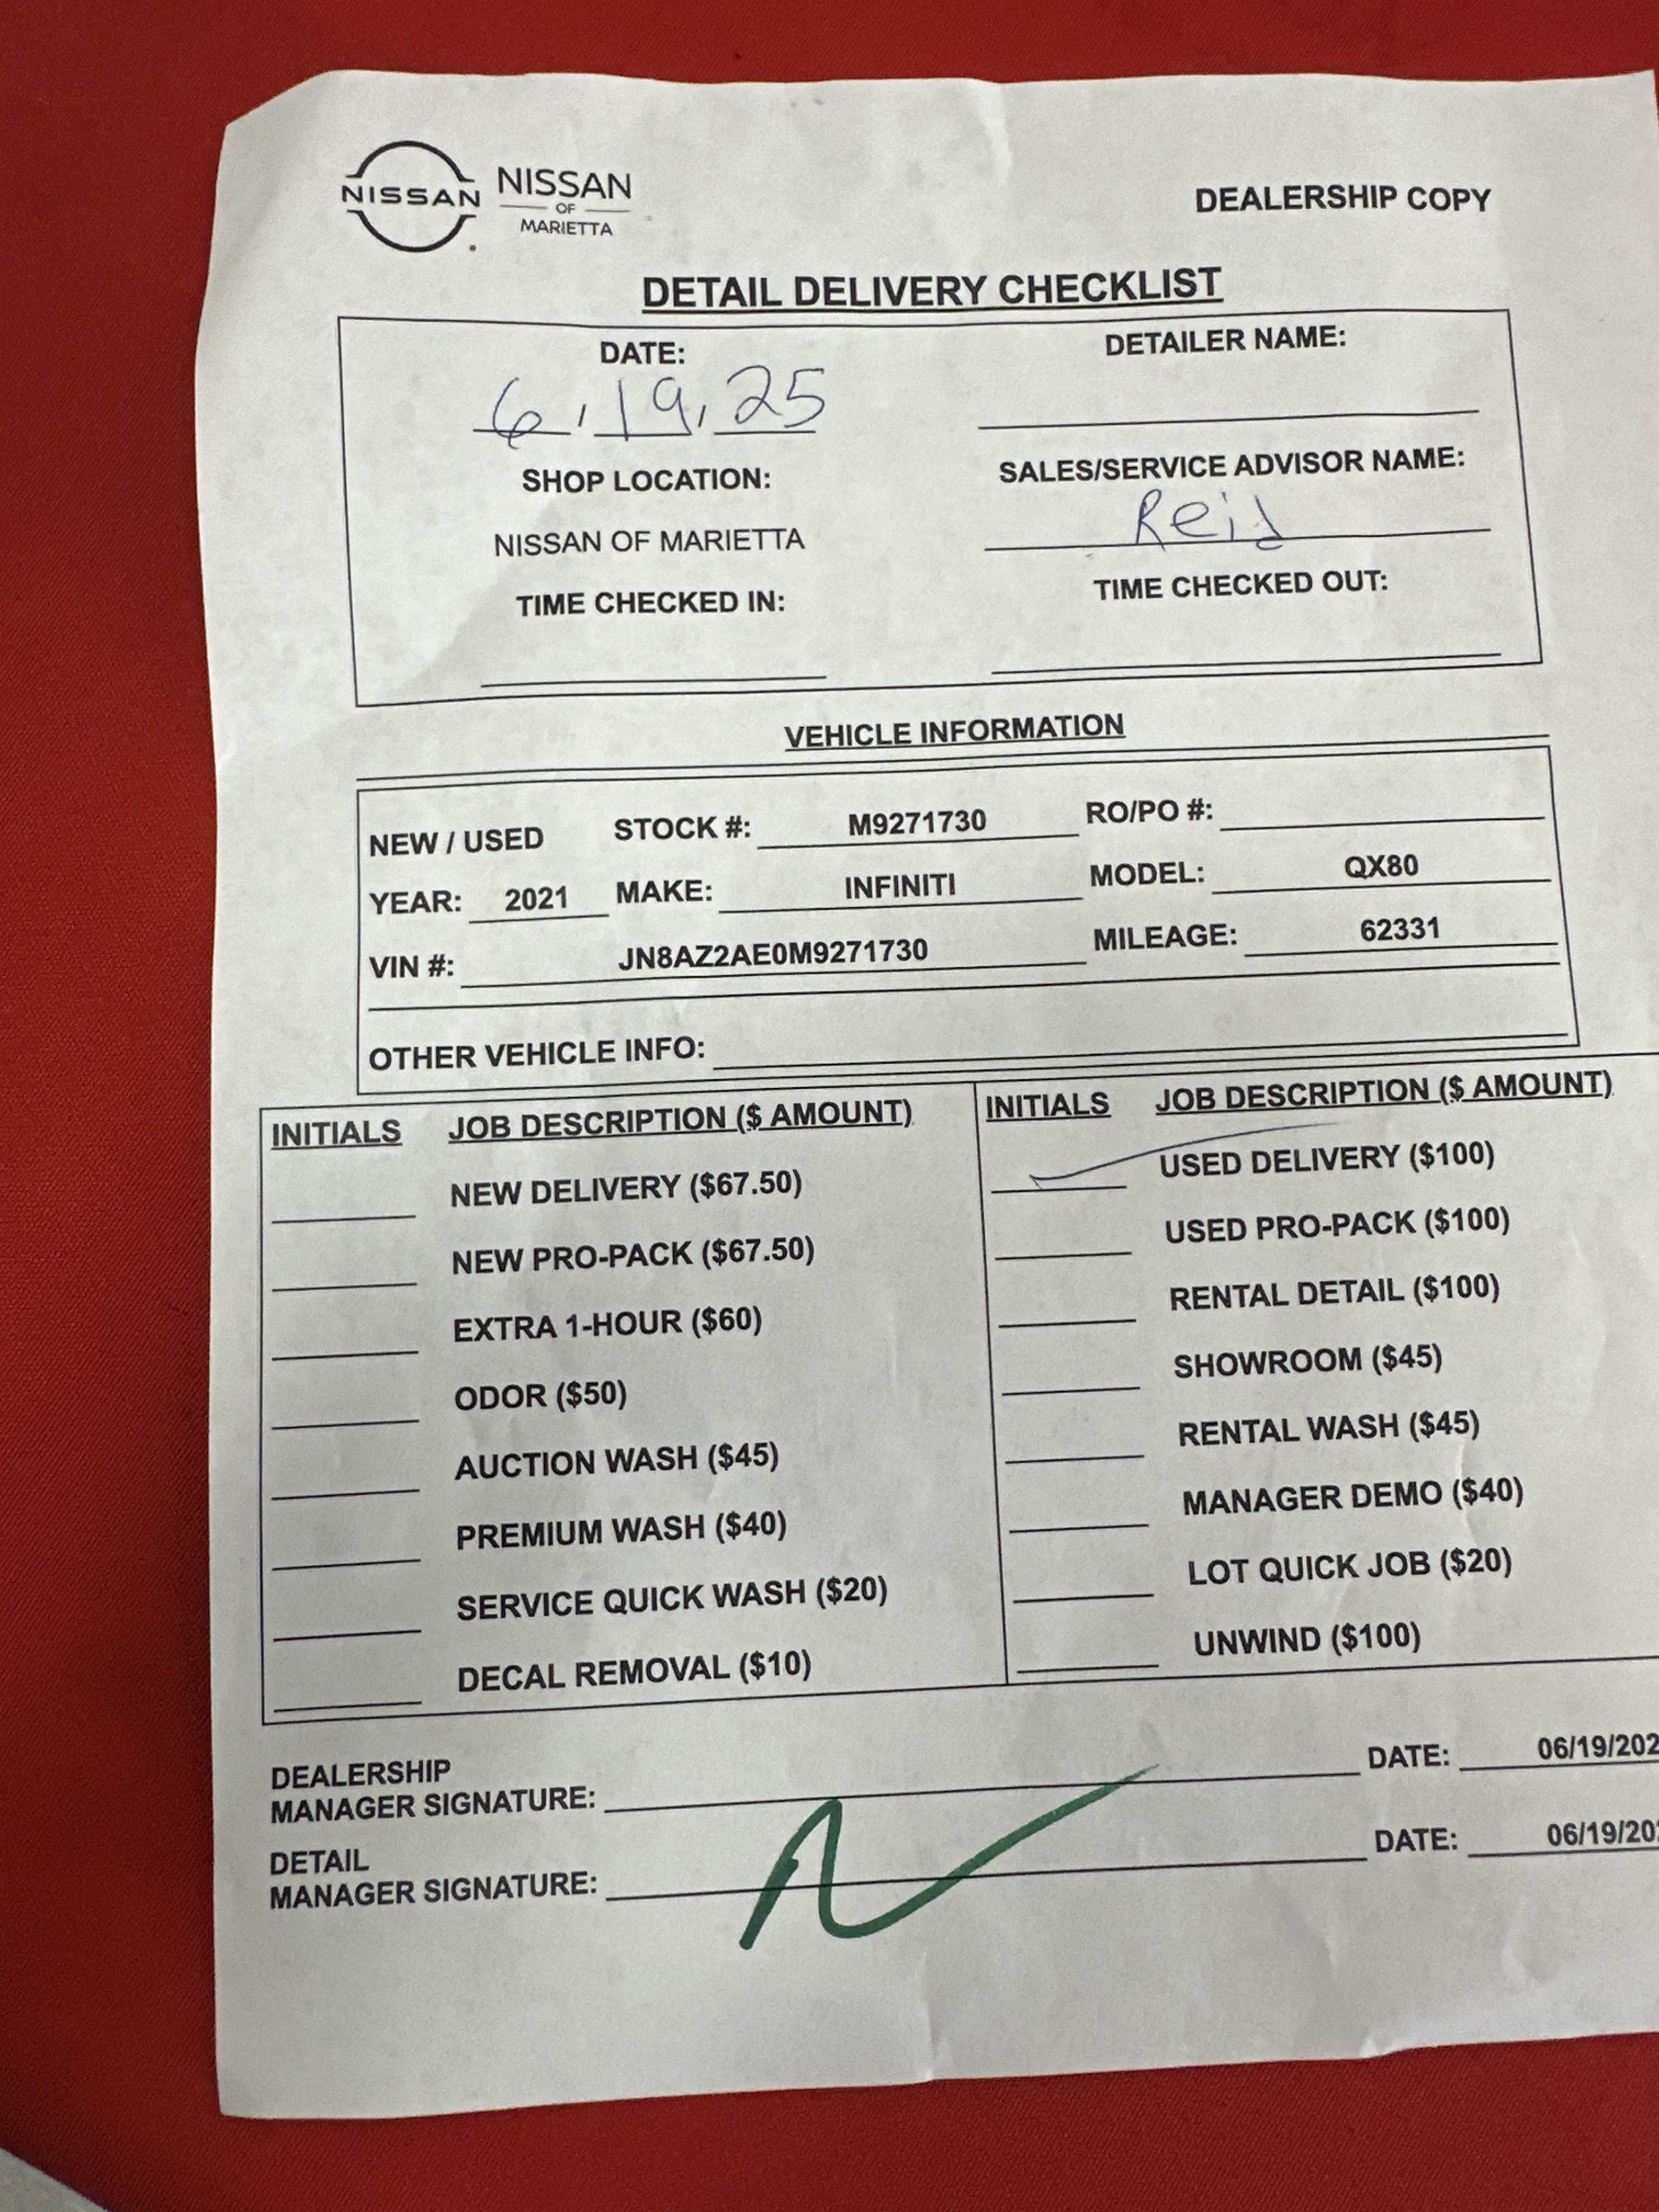 NISSAN NISSAN
OF
MARIETTA
DEALERSHIP COPY
DETAIL DELIVERY CHECKLIST
DATE: DETAILER NAME:
6, 19, 25
SHOP LOCATION: SALES/SERVICE ADVISOR NAME:
NISSAN OF MARIETTA Reid
TIME CHECKED IN: TIME CHECKED OUT:
VEHICLE INFORMATION
NEW / USED STOCK #: M9271730 RO/PO #:
YEAR: 2021 MAKE: INFINITI MODEL: QX80
VIN #: JN8AZ2AE0M9271730 MILEAGE: 62331
OTHER VEHICLE INFO:
INITIALS JOB DESCRIPTION ($ AMOUNT) INITIALS JOB DESCRIPTION ($ AMOUNT)
NEW DELIVERY ($67.50) USED DELIVERY ($100)
NEW PRO-PACK ($67.50) USED PRO-PACK ($100)
EXTRA 1-HOUR ($60) RENTAL DETAIL ($100)
ODOR ($50) SHOWROOM ($45)
AUCTION WASH ($45) RENTAL WASH ($45)
PREMIUM WASH ($40) MANAGER DEMO ($40)
SERVICE QUICK WASH ($20) LOT QUICK JOB ($20)
DECAL REMOVAL ($10) UNWIND ($100)
DEALERSHIP
MANAGER SIGNATURE: DATE: 06/19/202
DETAIL
MANAGER SIGNATURE: DATE: 06/19/20